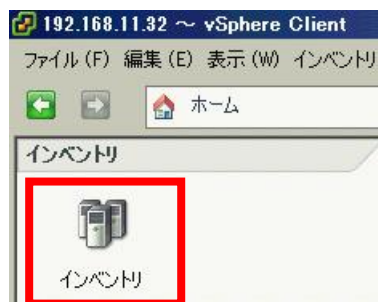 192.168.11.32 ～ vSphere Client
ファイル(F) 編集(E) 表示(W) インベントリ
ホーム
インベントリ
インベントリ